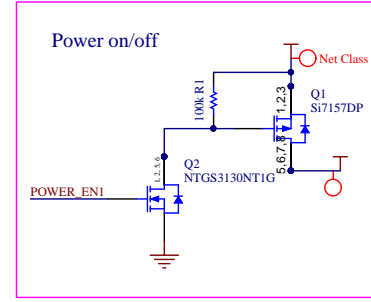 Power on/off
Net Class
100k R1
1,2,3
Q1
Si7157DP
5,6,7,8
1, 2, 5, 6
Q2
NTGS3130NT1G
POWER_EN1